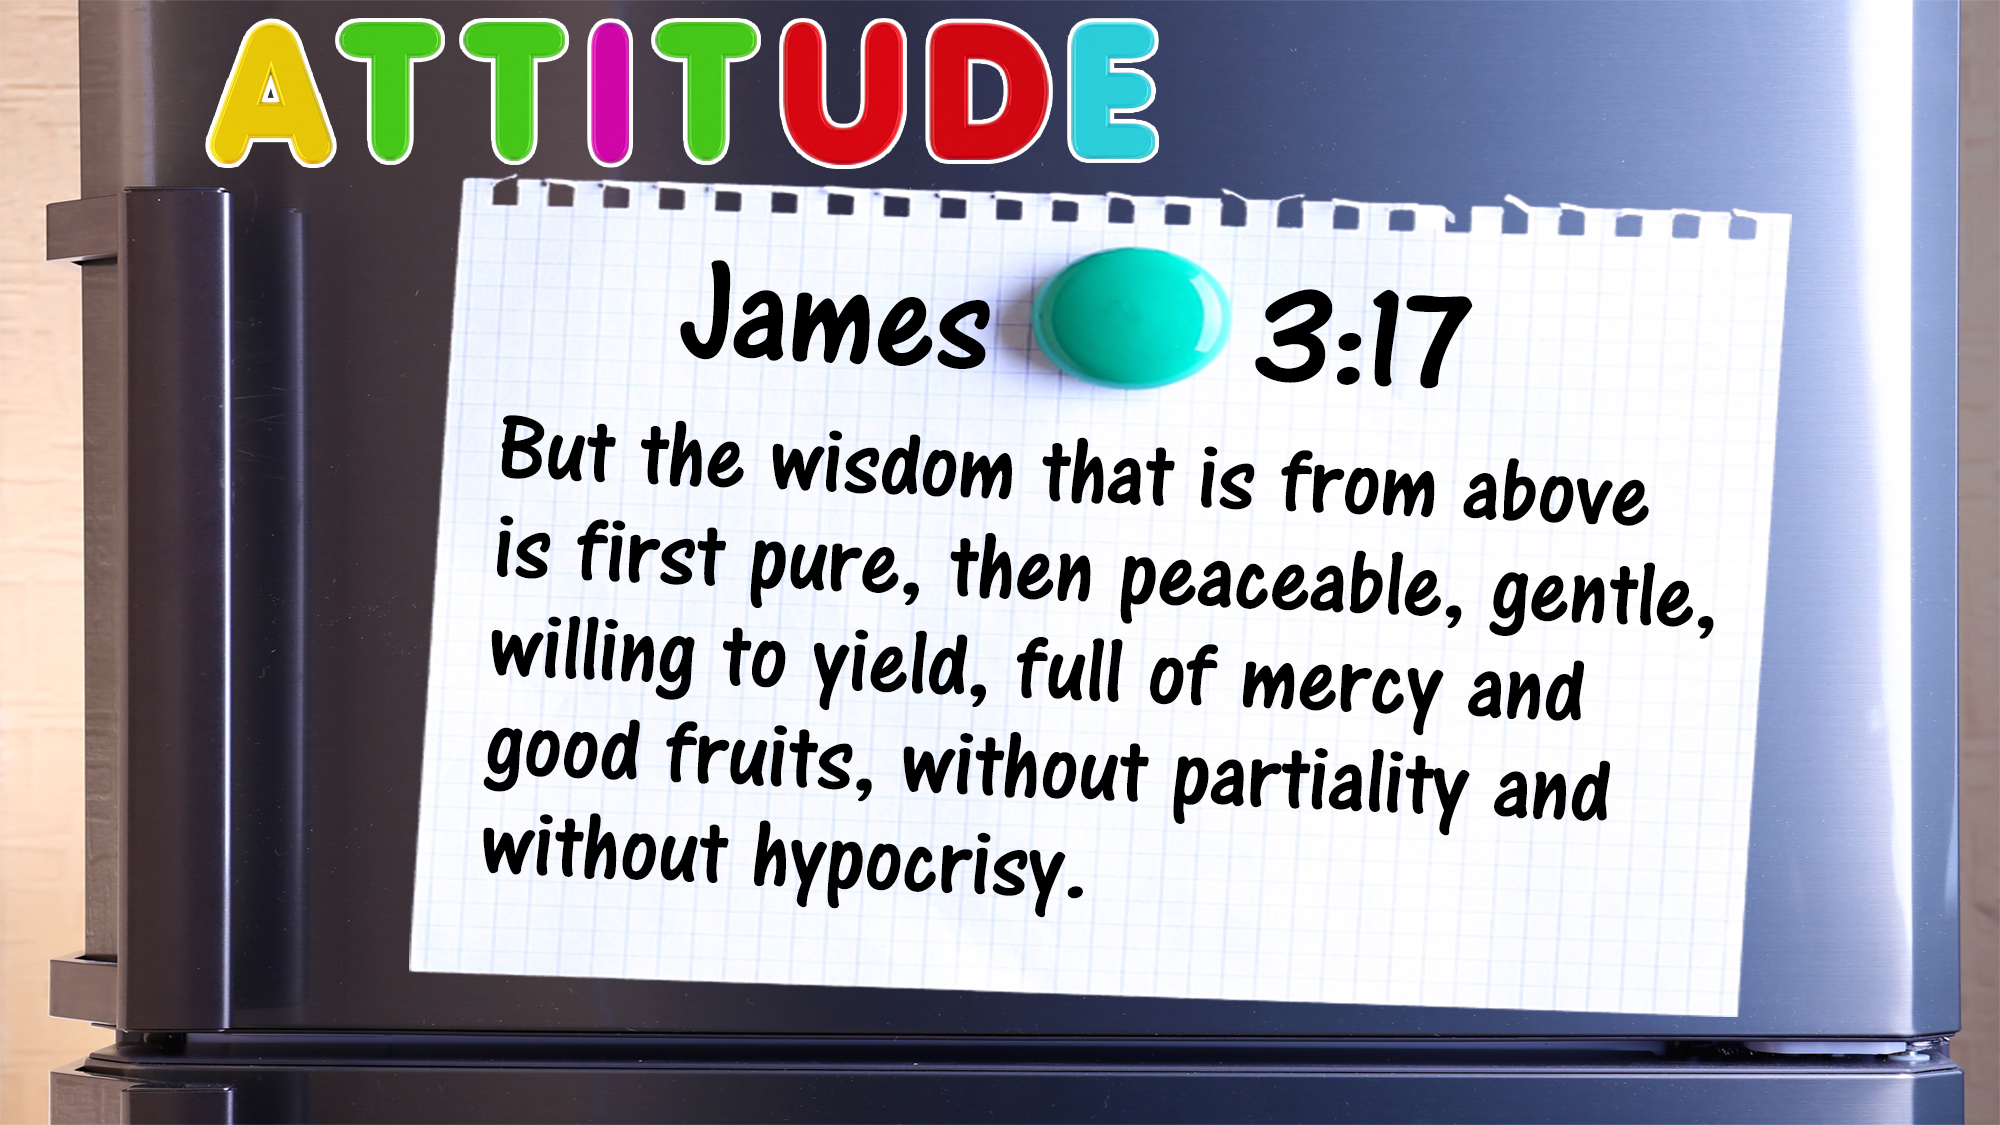 ATTITUDE
James 3:17
But the wisdom that is from above
is first pure, then peaceable, gentle,
willing to yield, full of mercy and
good fruits, without partiality and
without hypocrisy.